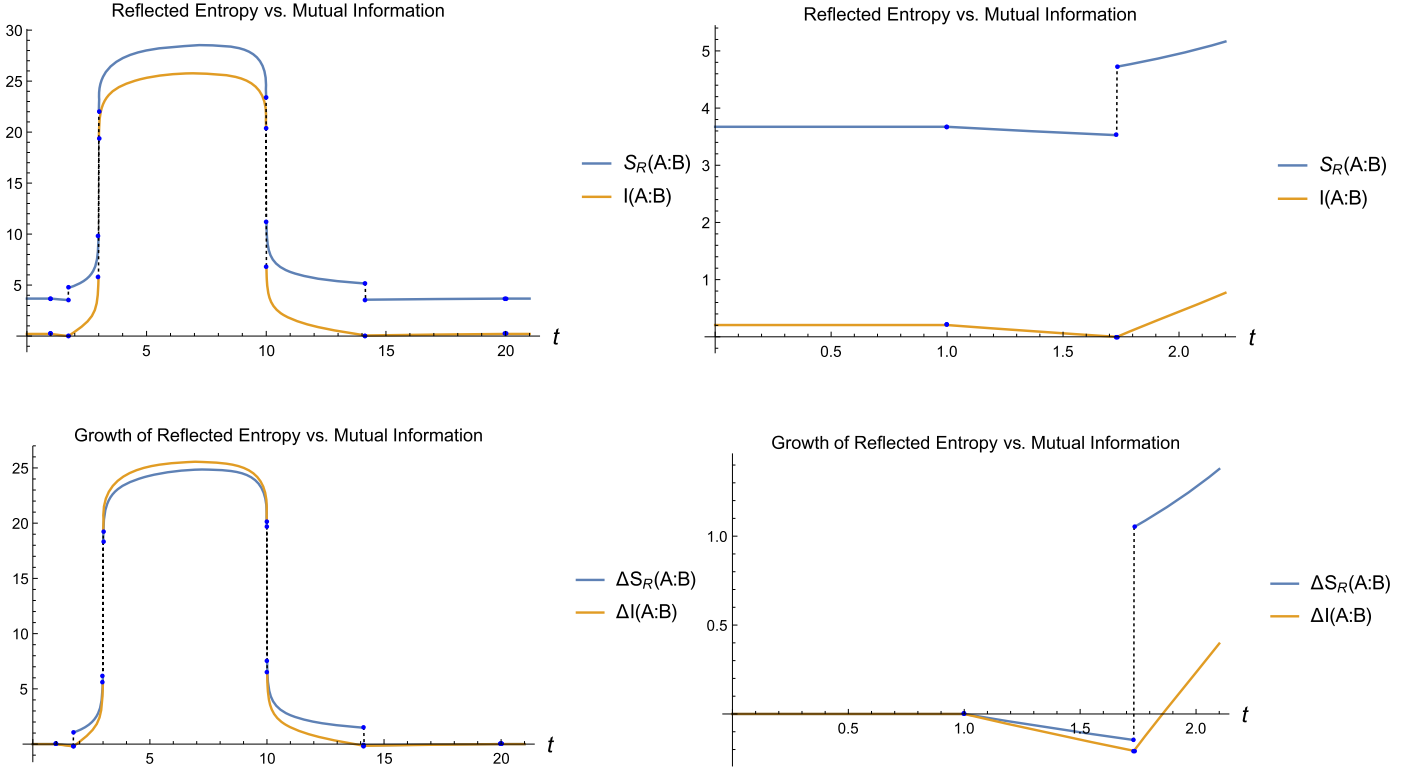 Reflected Entropy vs. Mutual Information
30
25
20
15
10
5
5
10
15
20
t
S_R(A:B)
I(A:B)
Reflected Entropy vs. Mutual Information
5
4
3
2
1
0.5
1.0
1.5
2.0
t
S_R(A:B)
I(A:B)
Growth of Reflected Entropy vs. Mutual Information
25
20
15
10
5
5
10
15
20
t
ΔS_R(A:B)
ΔI(A:B)
Growth of Reflected Entropy vs. Mutual Information
1.0
0.5
0.5
1.0
1.5
2.0
t
ΔS_R(A:B)
ΔI(A:B)